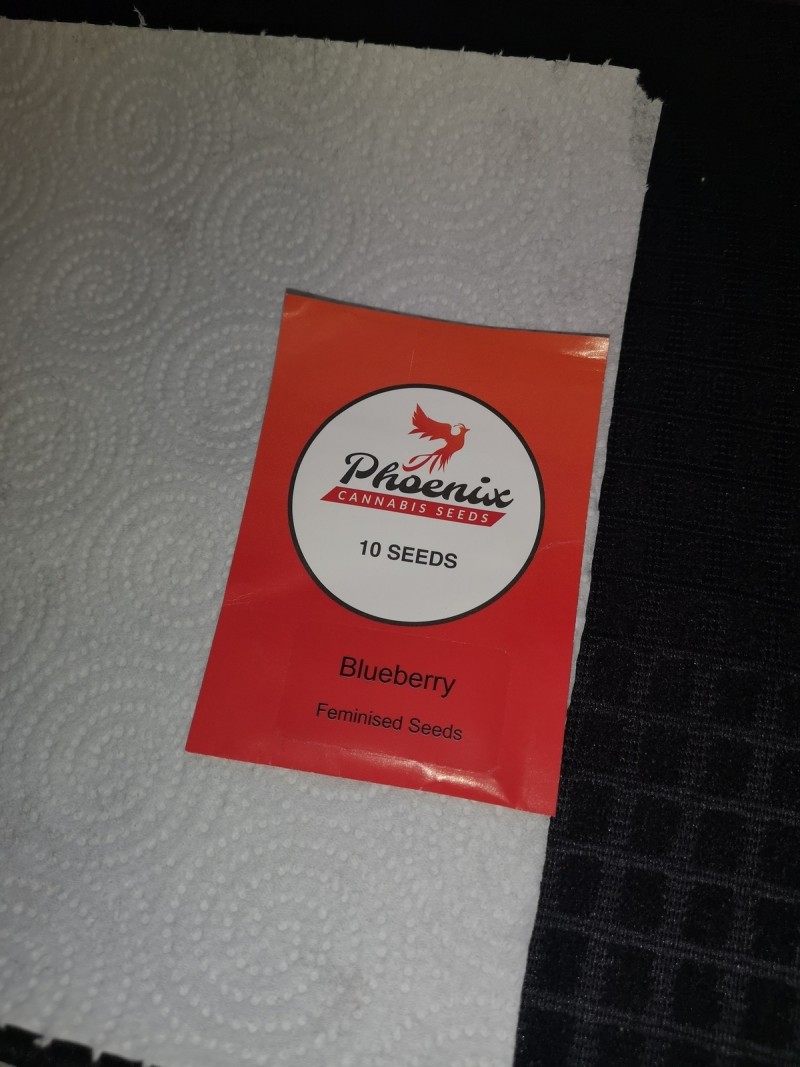 Phoenix
CANNABIS SEEDS
10 SEEDS
Blueberry
Feminised Seeds